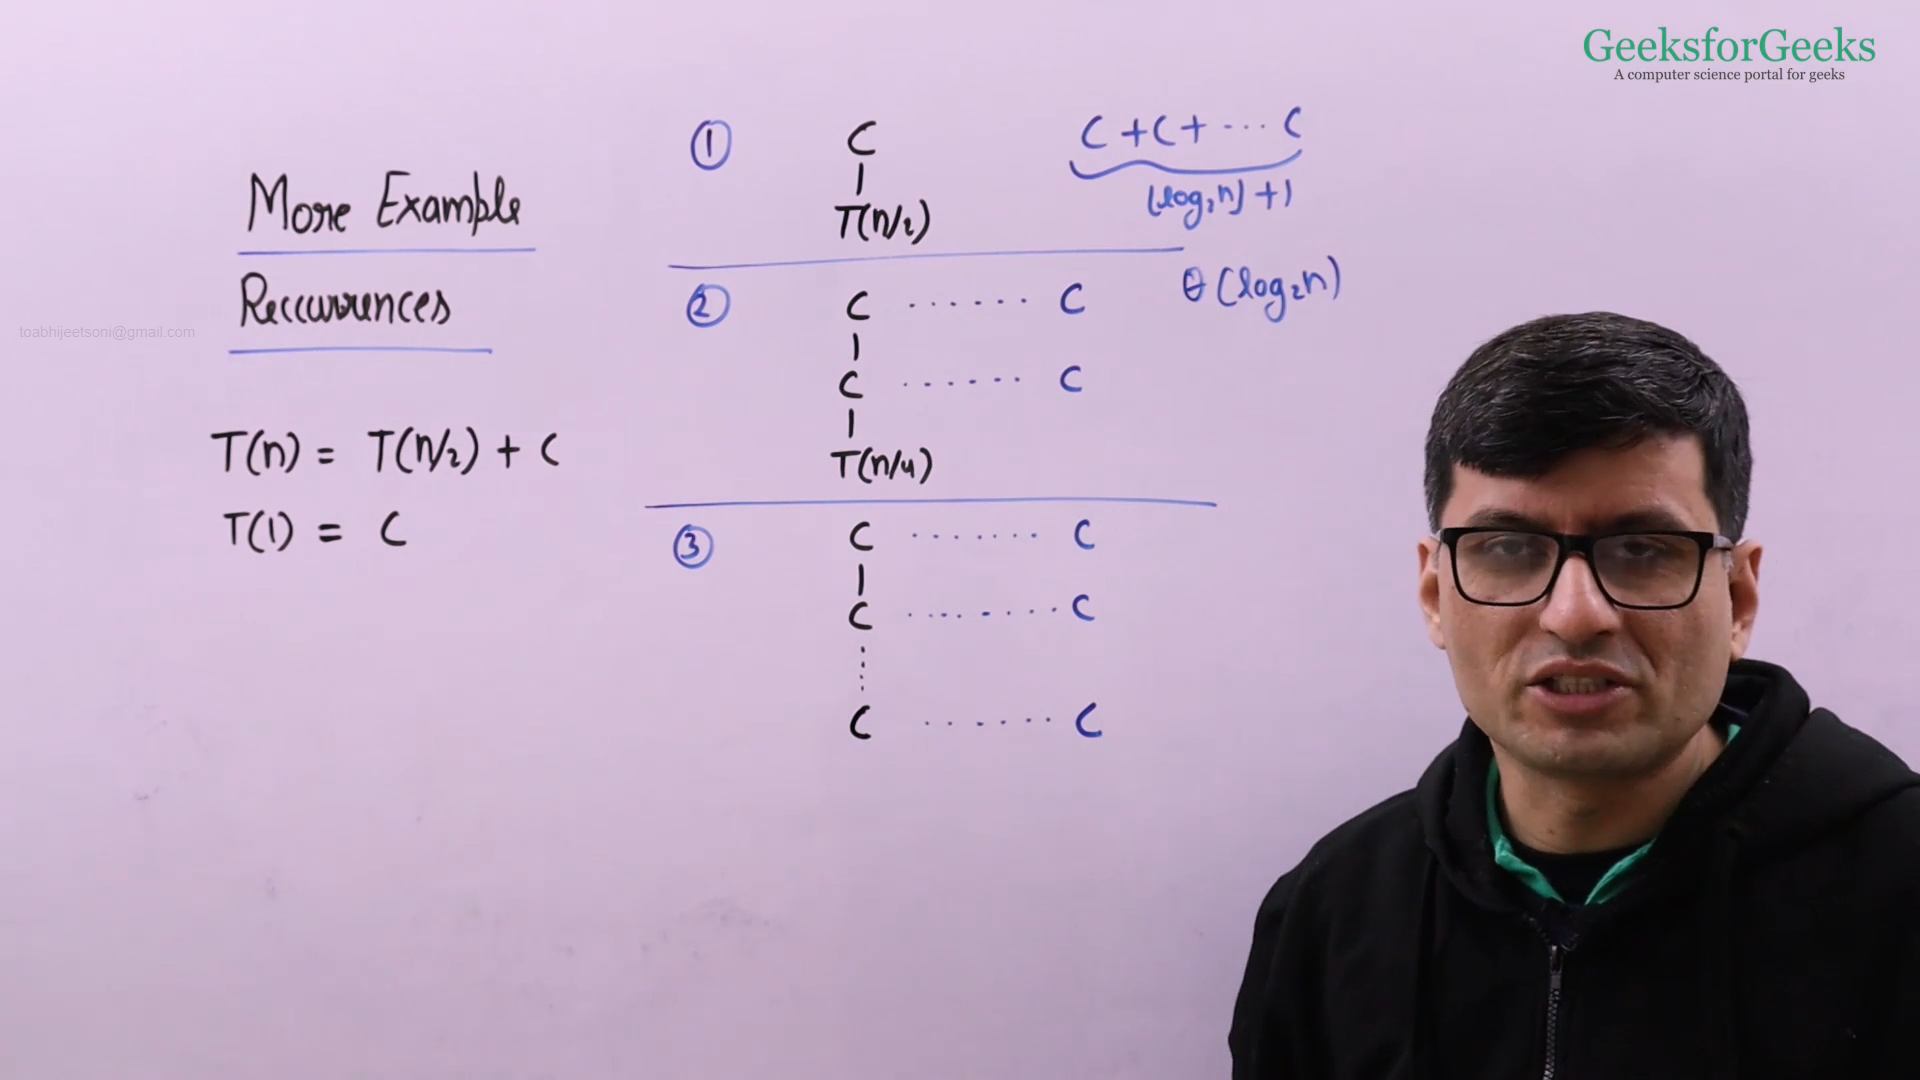 GeeksforGeeks
A computer science portal for geeks
More Example
Reccurrences
toabhijeetsoni@gmail.com
T(n) = T(n/2) + C
T(1) = C
① C C + C + ... C
⌊log₂n⌋ + 1
T(n/2)
θ(log₂n)
② C ....... C
C ....... C
T(n/4)
③ C ....... C
C ....... C
C ....... C